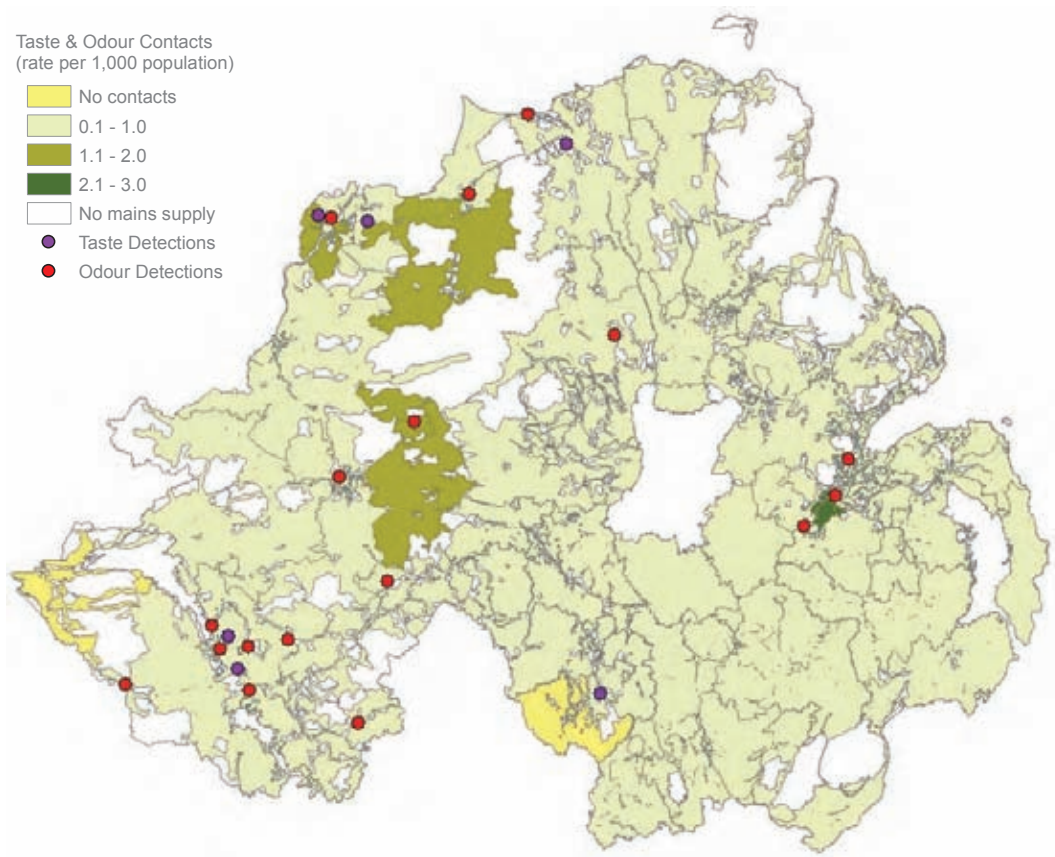 Taste & Odour Contacts
(rate per 1,000 population)
No contacts
0.1 - 1.0
1.1 - 2.0
2.1 - 3.0
No mains supply
Taste Detections
Odour Detections